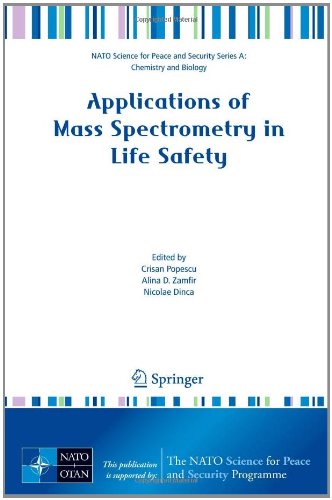 NATO Science for Peace and Security Series A:
Chemistry and Biology
Applications of
Mass Spectrometry in
Life Safety
Edited by
Crisan Popescu
Alina D. Zamfir
Nicolae Dinca
Springer
Copyrighted Material
NATO
OTAN
This publication
is supported by:
The NATO Science for Peace
and Security Programme